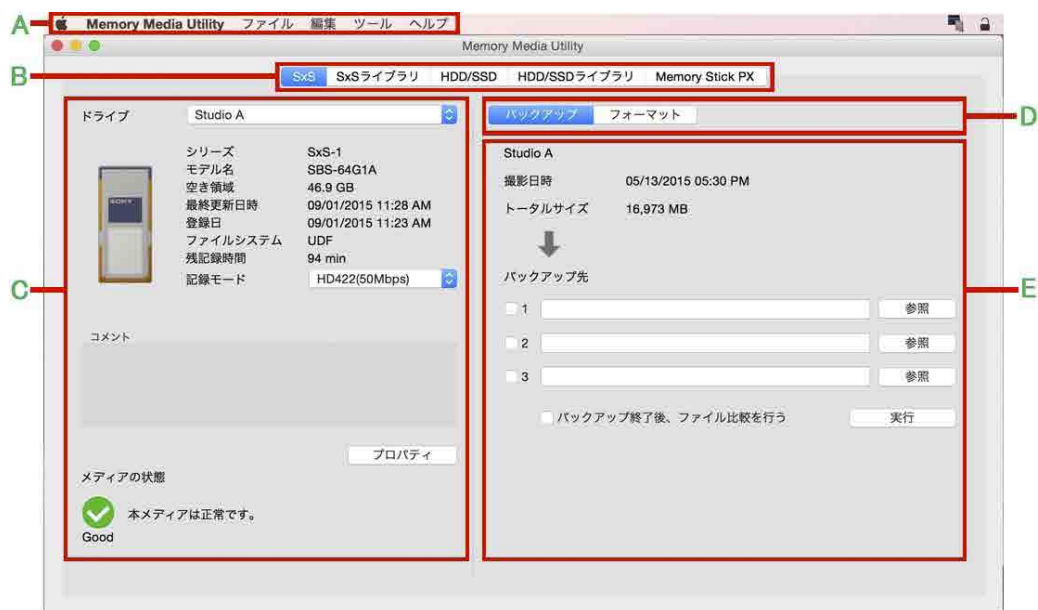 A
Memory Media Utility ファイル 編集 ツール ヘルプ
Memory Media Utility
B
SxS SxSライブラリ HDD/SSD HDD/SSDライブラリ Memory Stick PX
C
ドライブ Studio A
SONY
シリーズ SxS-1
モデル名 SBS-64G1A
空き領域 46.9 GB
最終更新日時 09/01/2015 11:28 AM
登録日 09/01/2015 11:23 AM
ファイルシステム UDF
残記録時間 94 min
記録モード HD422(50Mbps)
コメント
プロパティ
メディアの状態
本メディアは正常です。
Good
D
バックアップ フォーマット
E
Studio A
撮影日時 05/13/2015 05:30 PM
トータルサイズ 16,973 MB
バックアップ先
1 参照
2 参照
3 参照
バックアップ終了後、ファイル比較を行う 実行